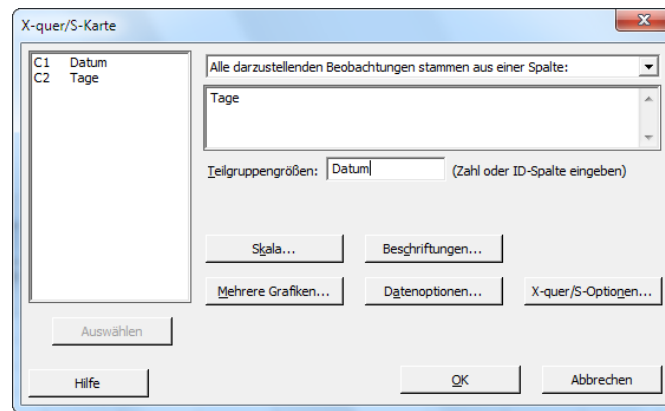 X-quer/S-Karte
C1 Datum
C2 Tage
Alle darzustellenden Beobachtungen stammen aus einer Spalte:
Tage
Teilgruppengrößen: Datum (Zahl oder ID-Spalte eingeben)
Skala... Beschriftungen...
Mehrere Grafiken... Datenoptionen... X-quer/S-Optionen...
Auswählen
Hilfe OK Abbrechen